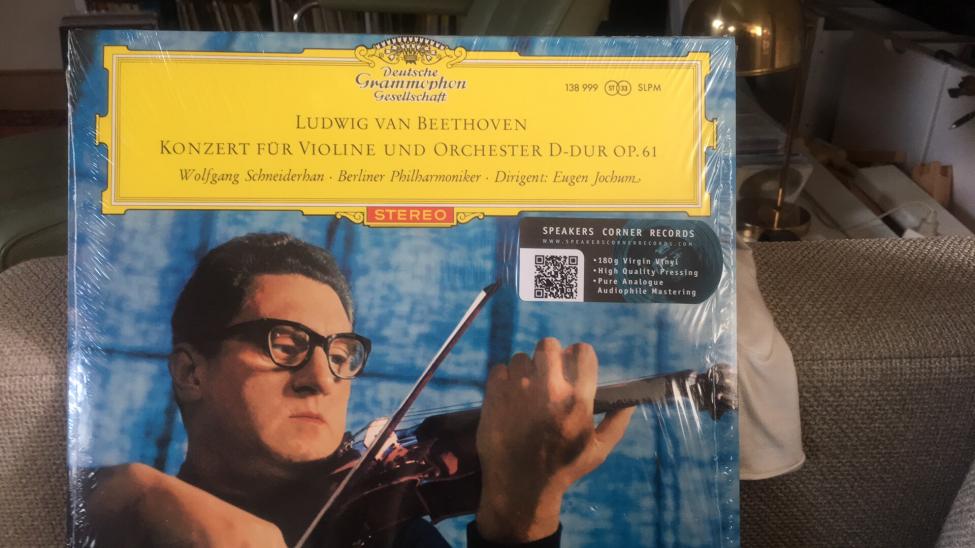 Deutsche
Grammophon
Gesellschaft
138 999 ST 33 SLPM
LUDWIG VAN BEETHOVEN
KONZERT FÜR VIOLINE UND ORCHESTER D-DUR OP. 61
Wolfgang Schneiderhan · Berliner Philharmoniker · Dirigent: Eugen Jochum
STEREO
SPEAKERS CORNER RECORDS
WWW.SPEAKERSCORNERRECORDS.COM
•180g Virgin Vinyl
•High Quality Pressing
•Pure Analogue
Audiophile Mastering